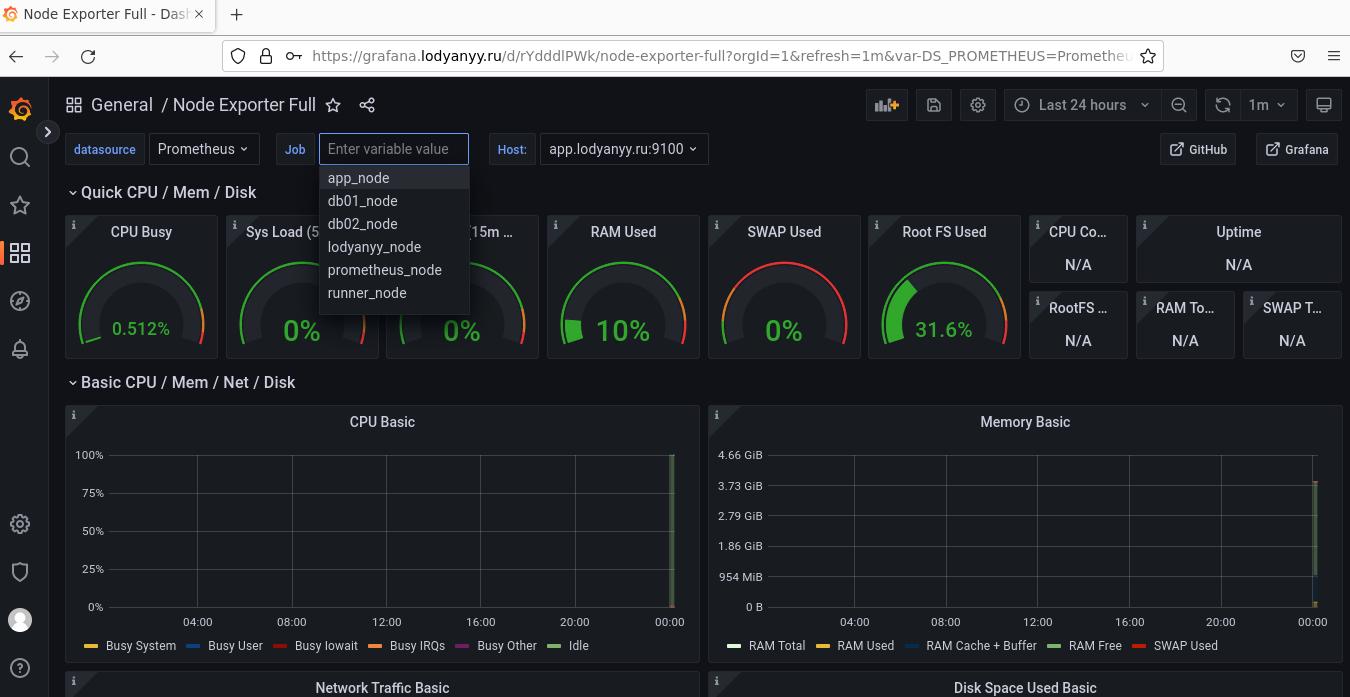 Node Exporter Full - Das
https://grafana.lodyanyy.ru/d/rYdddlPWk/node-exporter-full?orgId=1&refresh=1m&var-DS_PROMETHEUS=Prometheu
General / Node Exporter Full
Last 24 hours
1m
datasource Prometheus
Job Enter variable value
Host: app.lodyanyy.ru:9100
GitHub
Grafana
app_node
db01_node
db02_node
lodyanyy_node
prometheus_node
runner_node
Quick CPU / Mem / Disk
CPU Busy
0.512%
Sys Load (5
0%
(15m ...
0%
RAM Used
10%
SWAP Used
0%
Root FS Used
31.6%
CPU Co...
N/A
Uptime
N/A
RootFS ...
N/A
RAM To...
N/A
SWAP T...
N/A
Basic CPU / Mem / Net / Disk
CPU Basic
100%
75%
50%
25%
0%
04:00 08:00 12:00 16:00 20:00 00:00
Busy System Busy User Busy Iowait Busy IRQs Busy Other Idle
Memory Basic
4.66 GiB
3.73 GiB
2.79 GiB
1.86 GiB
954 MiB
0 B
04:00 08:00 12:00 16:00 20:00 00:00
RAM Total RAM Used RAM Cache + Buffer RAM Free SWAP Used
Network Traffic Basic
Disk Space Used Basic